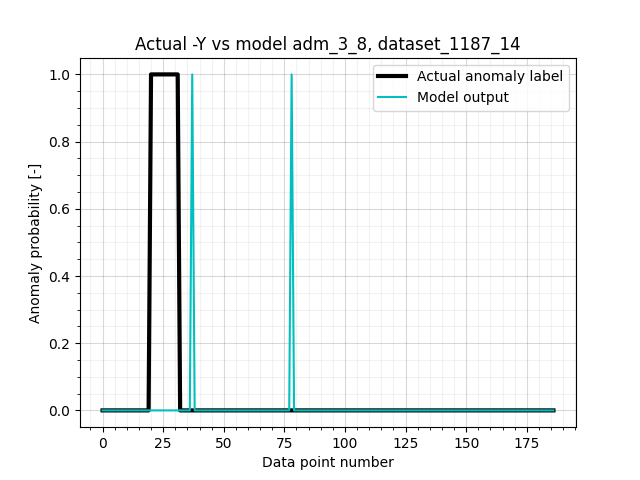 Actual -Y vs model adm_3_8, dataset_1187_14
Actual anomaly label
Model output
Anomaly probability [-]
1.0
0.8
0.6
0.4
0.2
0.0
0 25 50 75 100 125 150 175
Data point number